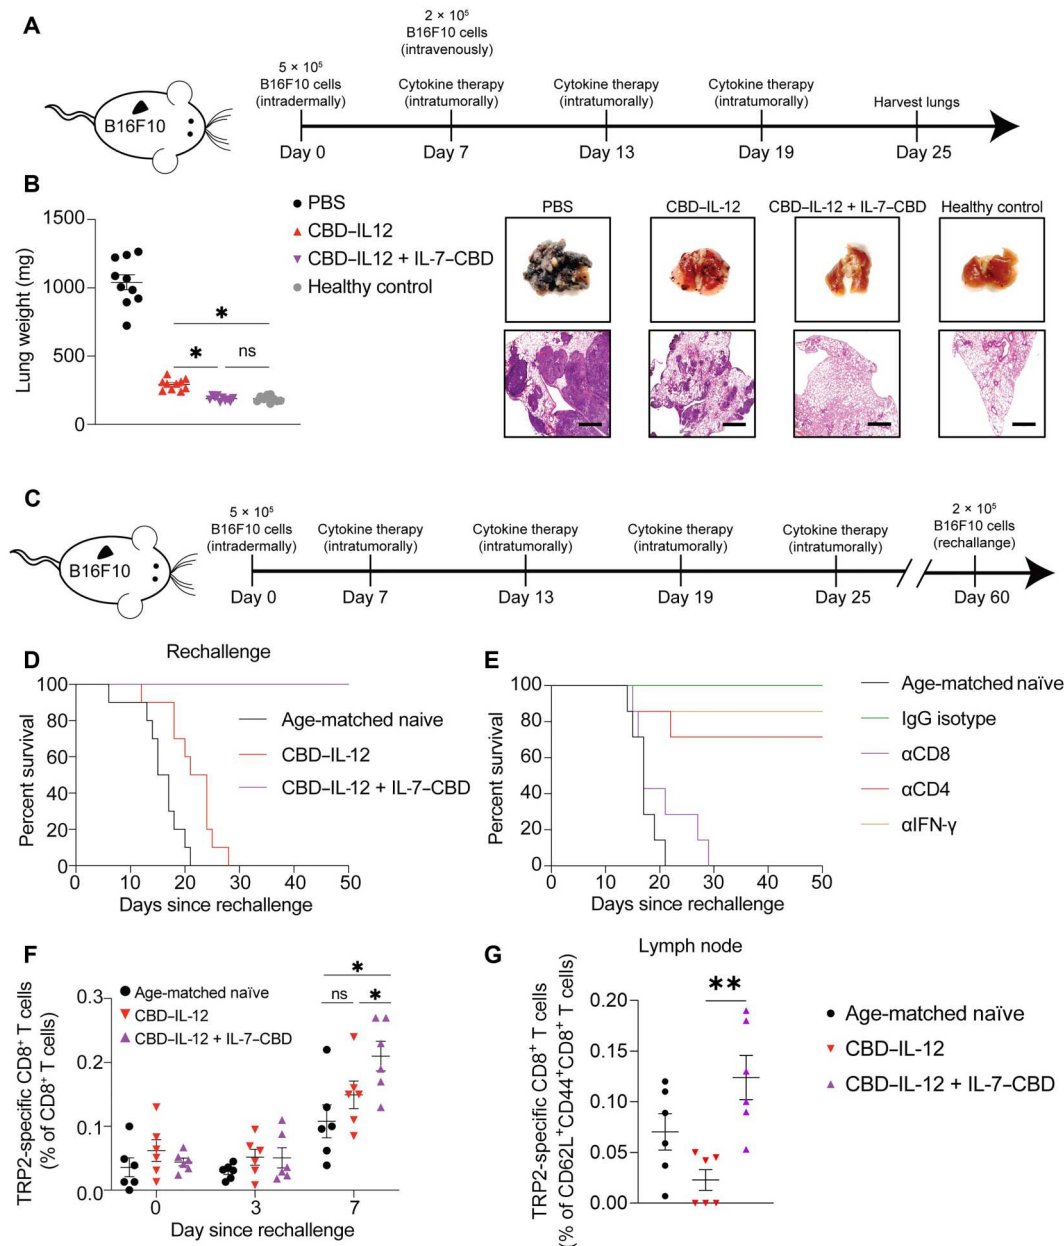 A
2 × 10⁵
B16F10 cells
(intravenously)
5 × 10⁵
B16F10 cells
(intradermally)
Cytokine therapy
(intratumorally)
Cytokine therapy
(intratumorally)
Cytokine therapy
(intratumorally)
Harvest lungs
B16F10
Day 0
Day 7
Day 13
Day 19
Day 25
B
PBS
CBD–IL12
CBD–IL12 + IL-7–CBD
Healthy control
Lung weight (mg)
1500
1000
500
0
*
*
ns
PBS
CBD–IL-12
CBD–IL-12 + IL-7–CBD
Healthy control
C
5 × 10⁵
B16F10 cells
(intradermally)
Cytokine therapy
(intratumorally)
Cytokine therapy
(intratumorally)
Cytokine therapy
(intratumorally)
Cytokine therapy
(intratumorally)
2 × 10⁵
B16F10 cells
(rechallange)
B16F10
Day 0
Day 7
Day 13
Day 19
Day 25
Day 60
D
Rechallenge
Percent survival
100
80
60
40
20
0
0 10 20 30 40 50
Days since rechallenge
Age-matched naive
CBD–IL-12
CBD–IL-12 + IL-7–CBD
E
Percent survival
100
80
60
40
20
0
0 10 20 30 40 50
Days since rechallenge
Age-matched naïve
IgG isotype
αCD8
αCD4
αIFN-γ
F
TRP2-specific CD8⁺ T cells
(% of CD8⁺ T cells)
0.3
0.2
0.1
0.0
Age-matched naïve
CBD–IL-12
CBD–IL-12 + IL-7–CBD
*
ns
*
0 3 7
Day since rechallenge
G
Lymph node
TRP2-specific CD8⁺ T cells
(% of CD62L⁺CD44⁺CD8⁺ T cells)
0.20
0.15
0.10
0.05
0.00
**
Age-matched naïve
CBD–IL-12
CBD–IL-12 + IL-7–CBD